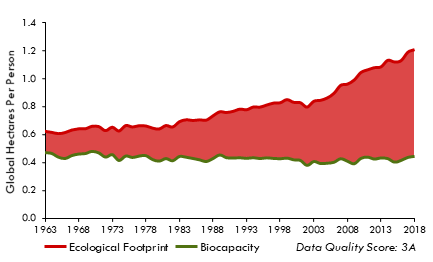 Global Hectares Per Person
1.4
1.2
1.0
0.8
0.6
0.4
0.2
0.0
1963 1968 1973 1978 1983 1988 1993 1998 2003 2008 2013 2018
Ecological Footprint Biocapacity Data Quality Score: 3A